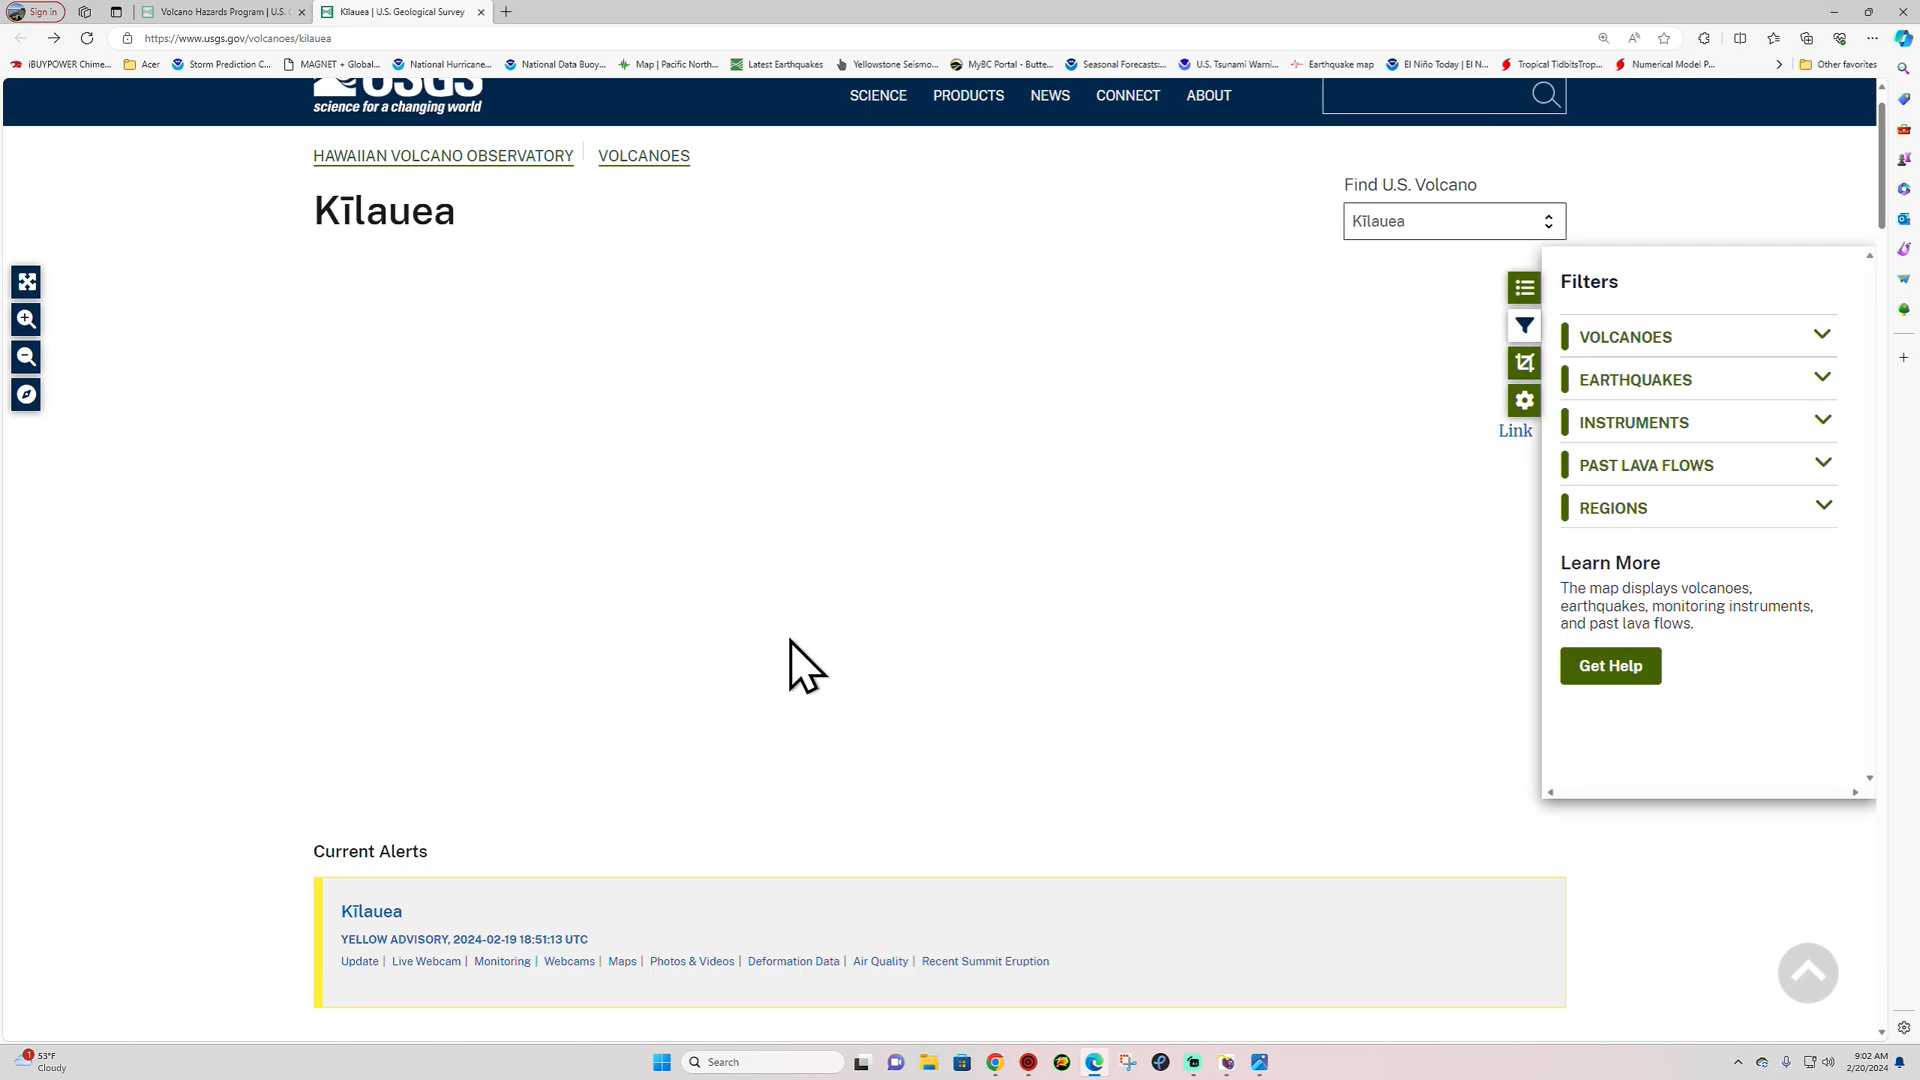 Sign in
Volcano Hazards Program | U.S. G
Kīlauea | U.S. Geological Survey
https://www.usgs.gov/volcanoes/kilauea
iBUYPOWER Chime...
Acer
Storm Prediction C...
MAGNET + Global...
National Hurricane...
National Data Buoy...
Map | Pacific North...
Latest Earthquakes
Yellowstone Seismo...
MyBC Portal - Butte...
Seasonal Forecasts:...
U.S. Tsunami Warni...
Earthquake map
El Niño Today | El N...
Tropical TidbitsTrop...
Numerical Model P...
Other favorites
USGS
science for a changing world
SCIENCE
PRODUCTS
NEWS
CONNECT
ABOUT
HAWAIIAN VOLCANO OBSERVATORY
VOLCANOES
Kīlauea
Find U.S. Volcano
Kīlauea
Filters
VOLCANOES
EARTHQUAKES
INSTRUMENTS
Link
PAST LAVA FLOWS
REGIONS
Learn More
The map displays volcanoes,
earthquakes, monitoring instruments,
and past lava flows.
Get Help
Current Alerts
Kīlauea
YELLOW ADVISORY, 2024-02-19 18:51:13 UTC
Update | Live Webcam | Monitoring | Webcams | Maps | Photos & Videos | Deformation Data | Air Quality | Recent Summit Eruption
1
53°F
Cloudy
Search
9:02 AM
2/20/2024